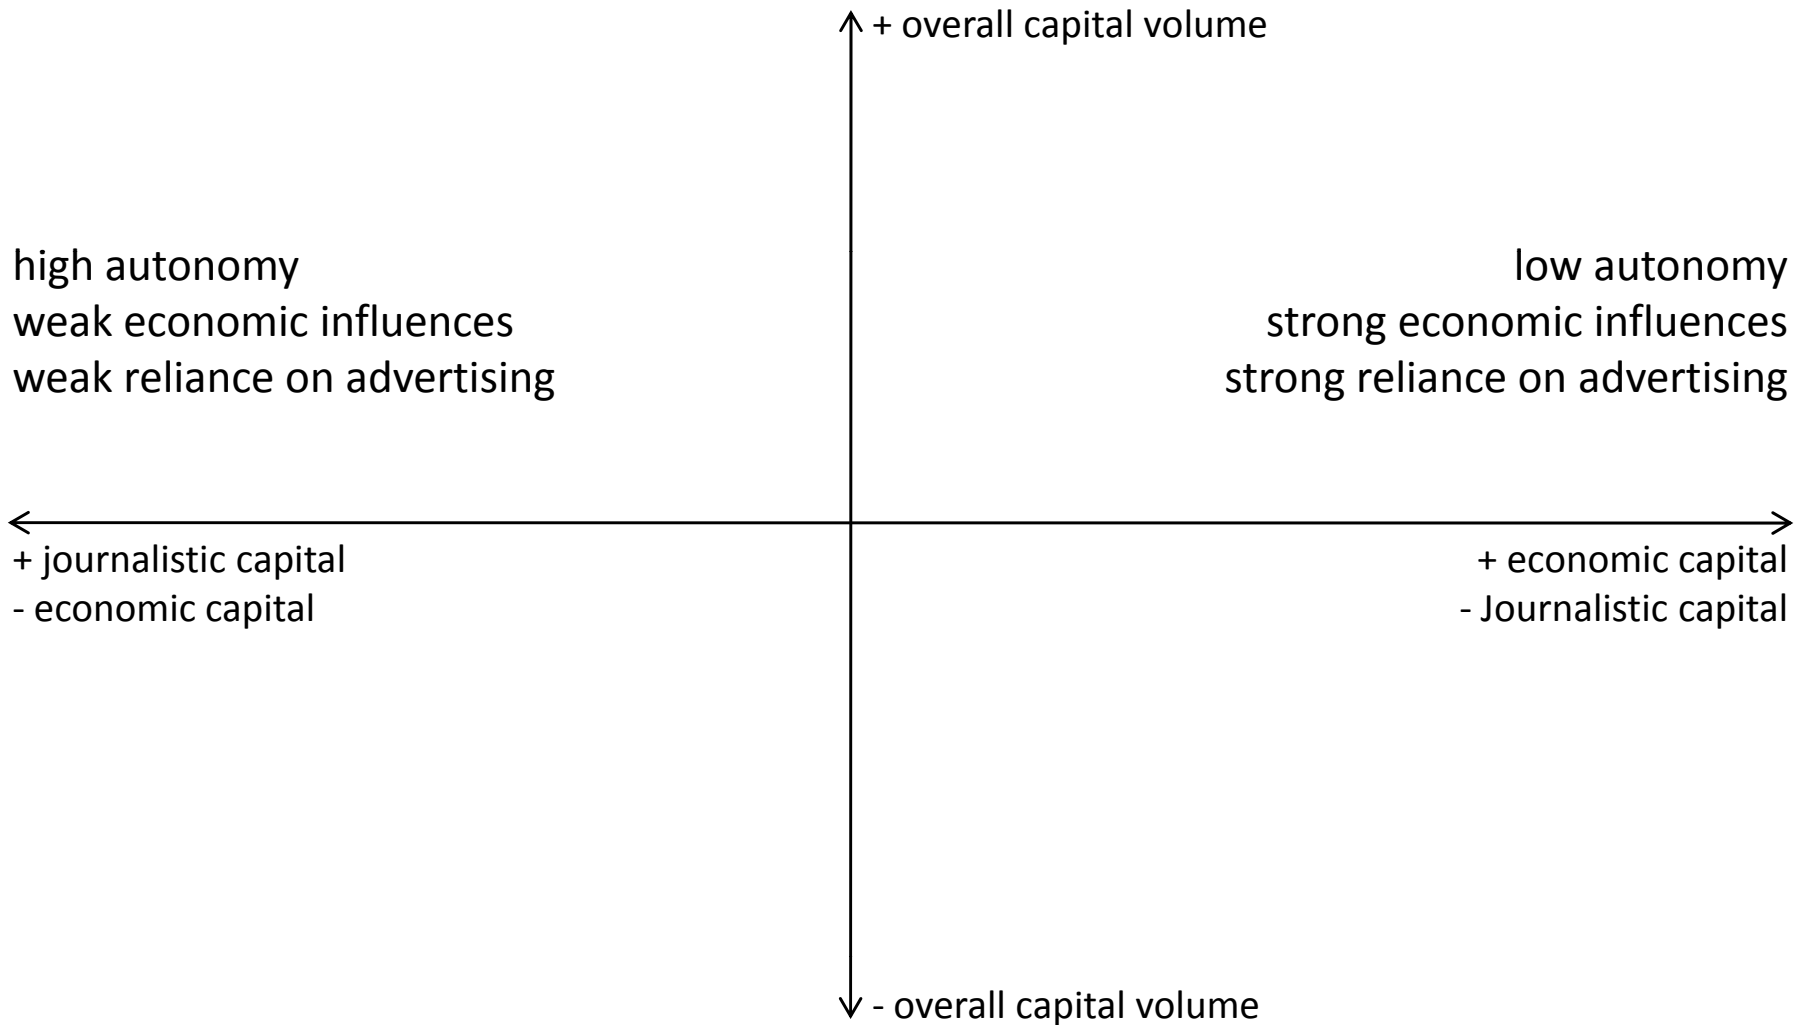 + overall capital volume
high autonomy
weak economic influences
weak reliance on advertising
low autonomy
strong economic influences
strong reliance on advertising
+ journalistic capital
- economic capital
+ economic capital
- Journalistic capital
- overall capital volume